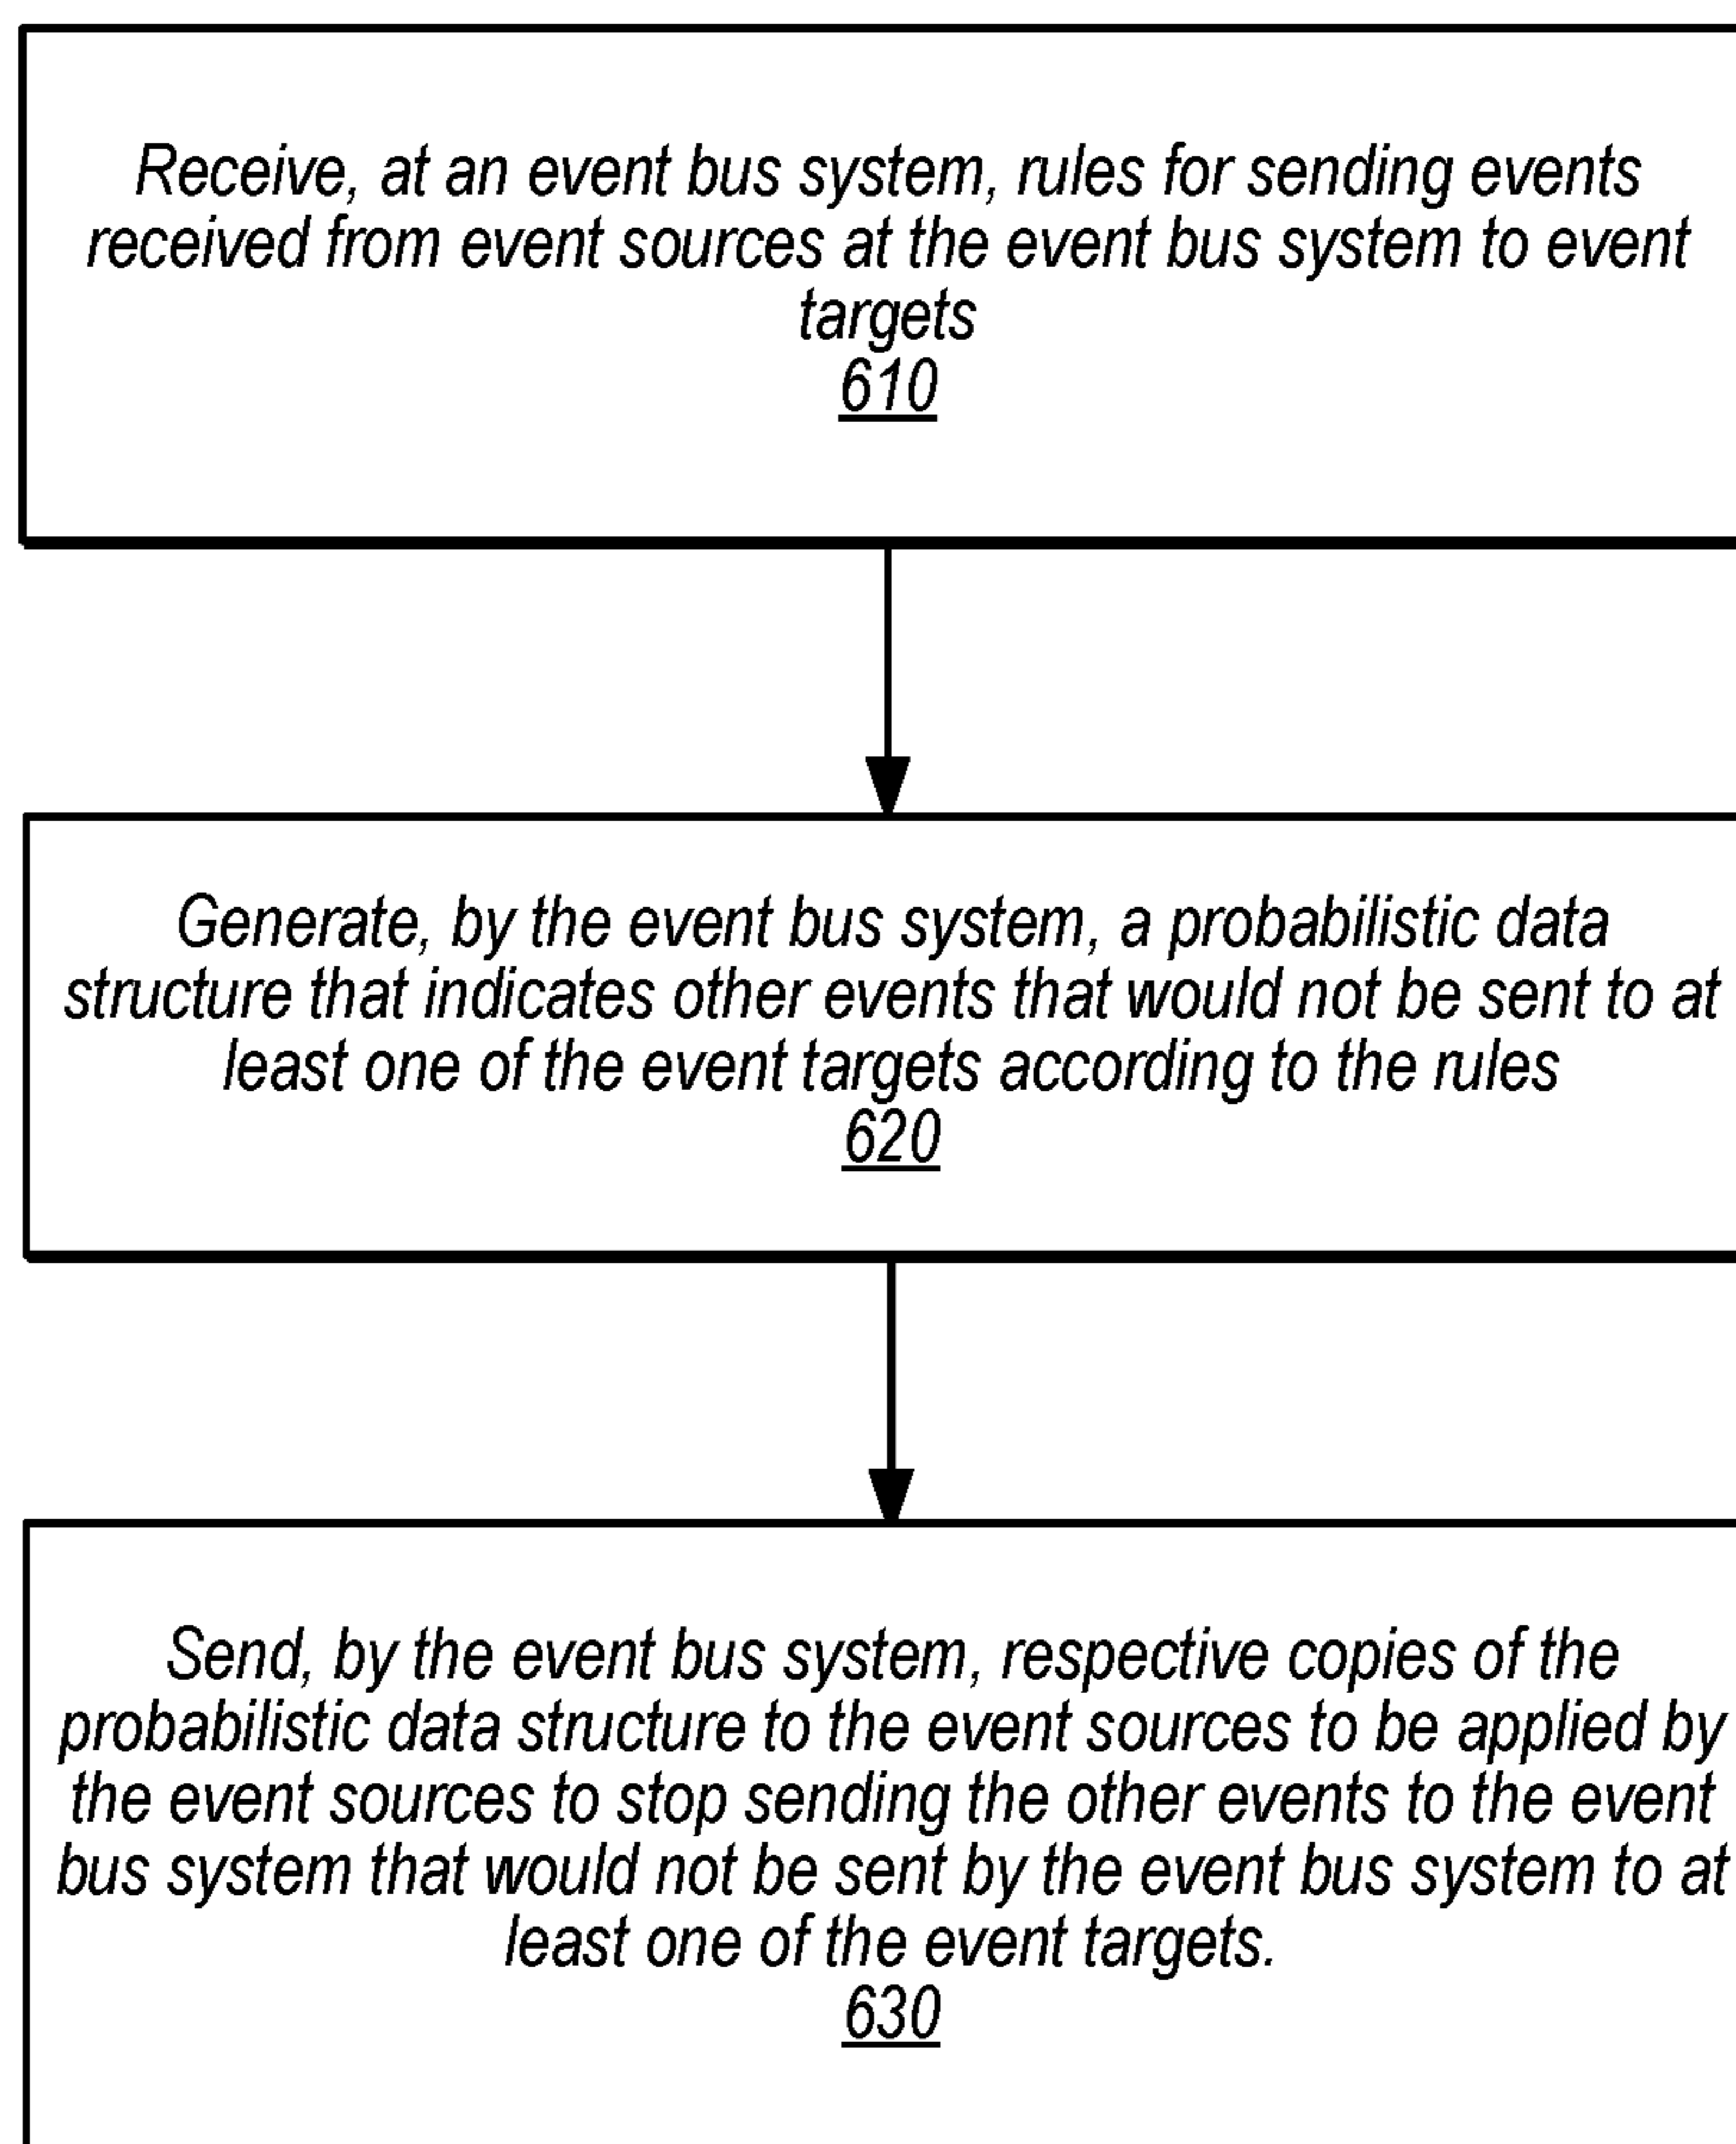 Receive, at an event bus system, rules for sending events
received from event sources at the event bus system to event
targets
610
Generate, by the event bus system, a probabilistic data
structure that indicates other events that would not be sent to at
least one of the event targets according to the rules
620
Send, by the event bus system, respective copies of the
probabilistic data structure to the event sources to be applied by
the event sources to stop sending the other events to the event
bus system that would not be sent by the event bus system to at
least one of the event targets.
630